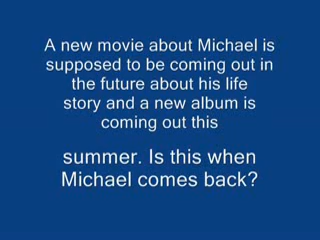 A new movie about Michael is
supposed to be coming out in
the future about his life
story and a new album is
coming out this
summer. Is this when
Michael comes back?